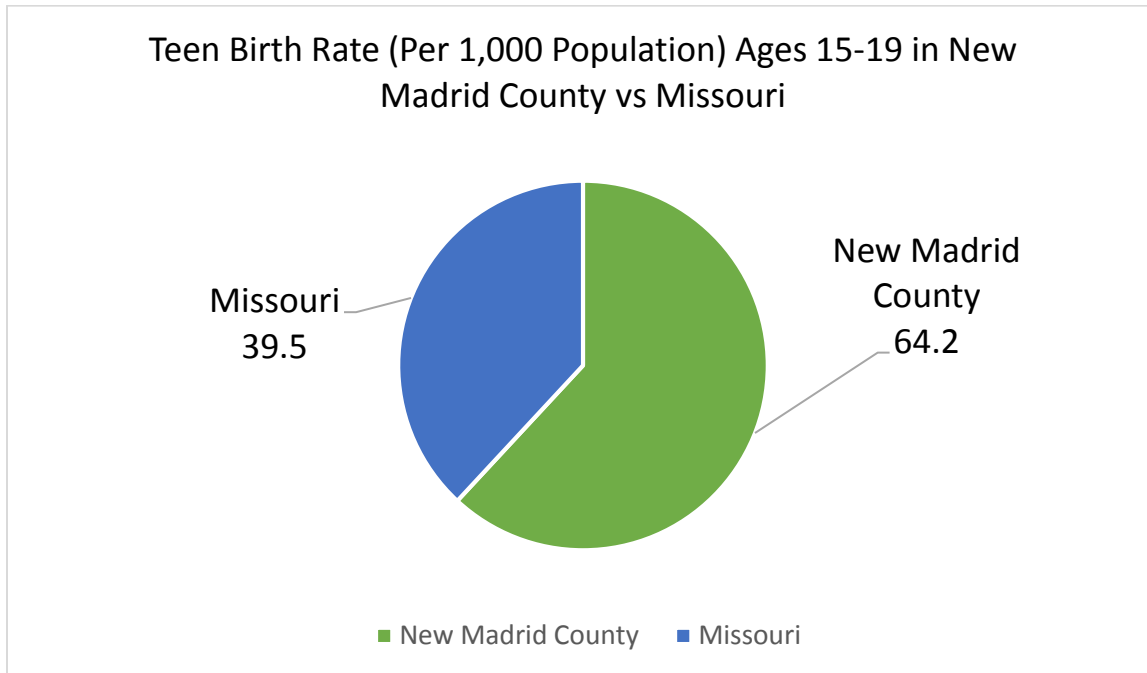 Teen Birth Rate (Per 1,000 Population) Ages 15-19 in New
Madrid County vs Missouri
Missouri
39.5
New Madrid
County
64.2
New Madrid County
Missouri